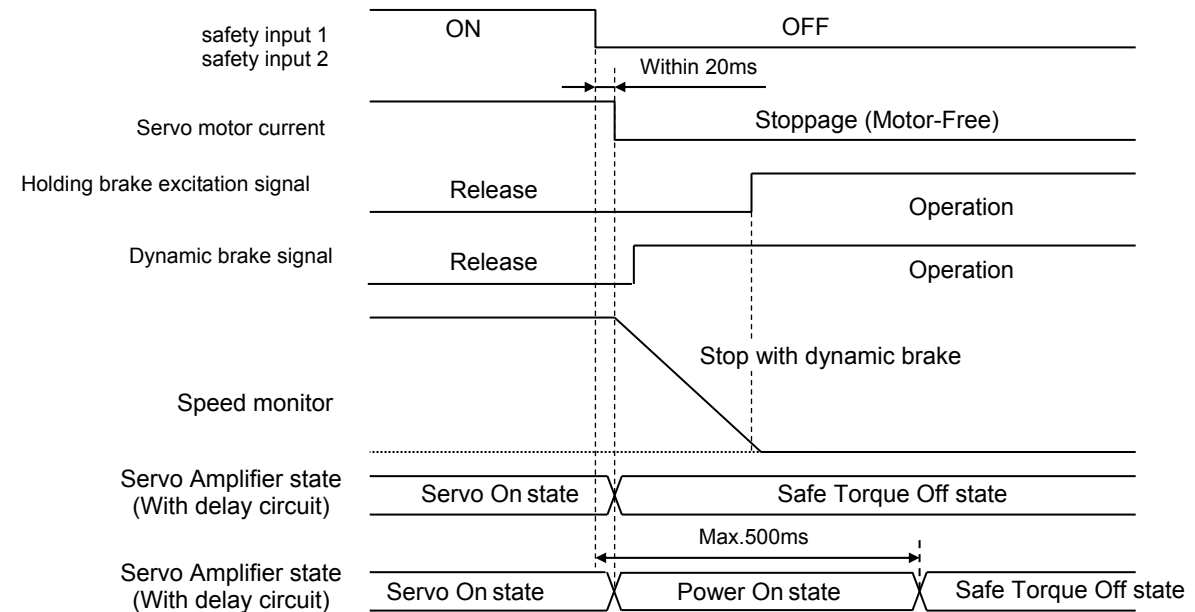 safety input 1
safety input 2
ON
OFF
Within 20ms
Servo motor current
Stoppage (Motor-Free)
Holding brake excitation signal
Release
Operation
Dynamic brake signal
Release
Operation
Stop with dynamic brake
Speed monitor
Servo Amplifier state
(With delay circuit)
Servo On state
Safe Torque Off state
Max.500ms
Servo Amplifier state
(With delay circuit)
Servo On state
Power On state
Safe Torque Off state